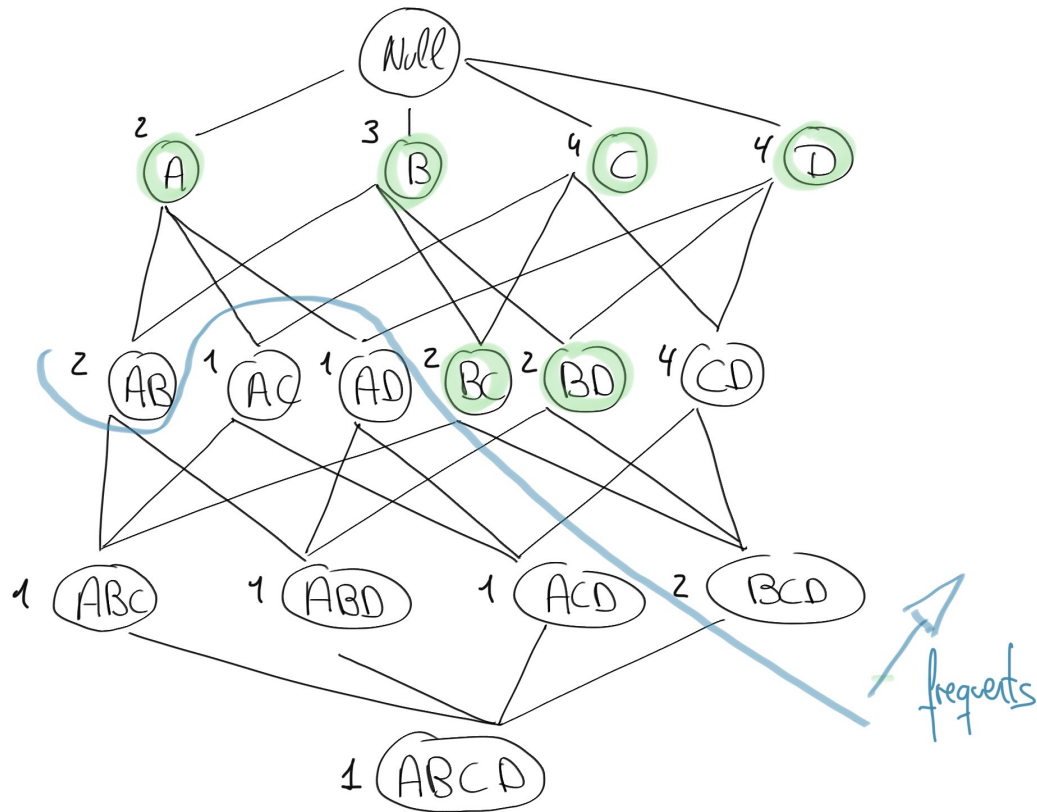 Null
2 A 3 B 4 C 4 D
2 AB 1 AC 1 AD 2 BC 2 BD 4 CD
1 ABC 1 ABD 1 ACD 2 BCD
frequents
1 ABCD